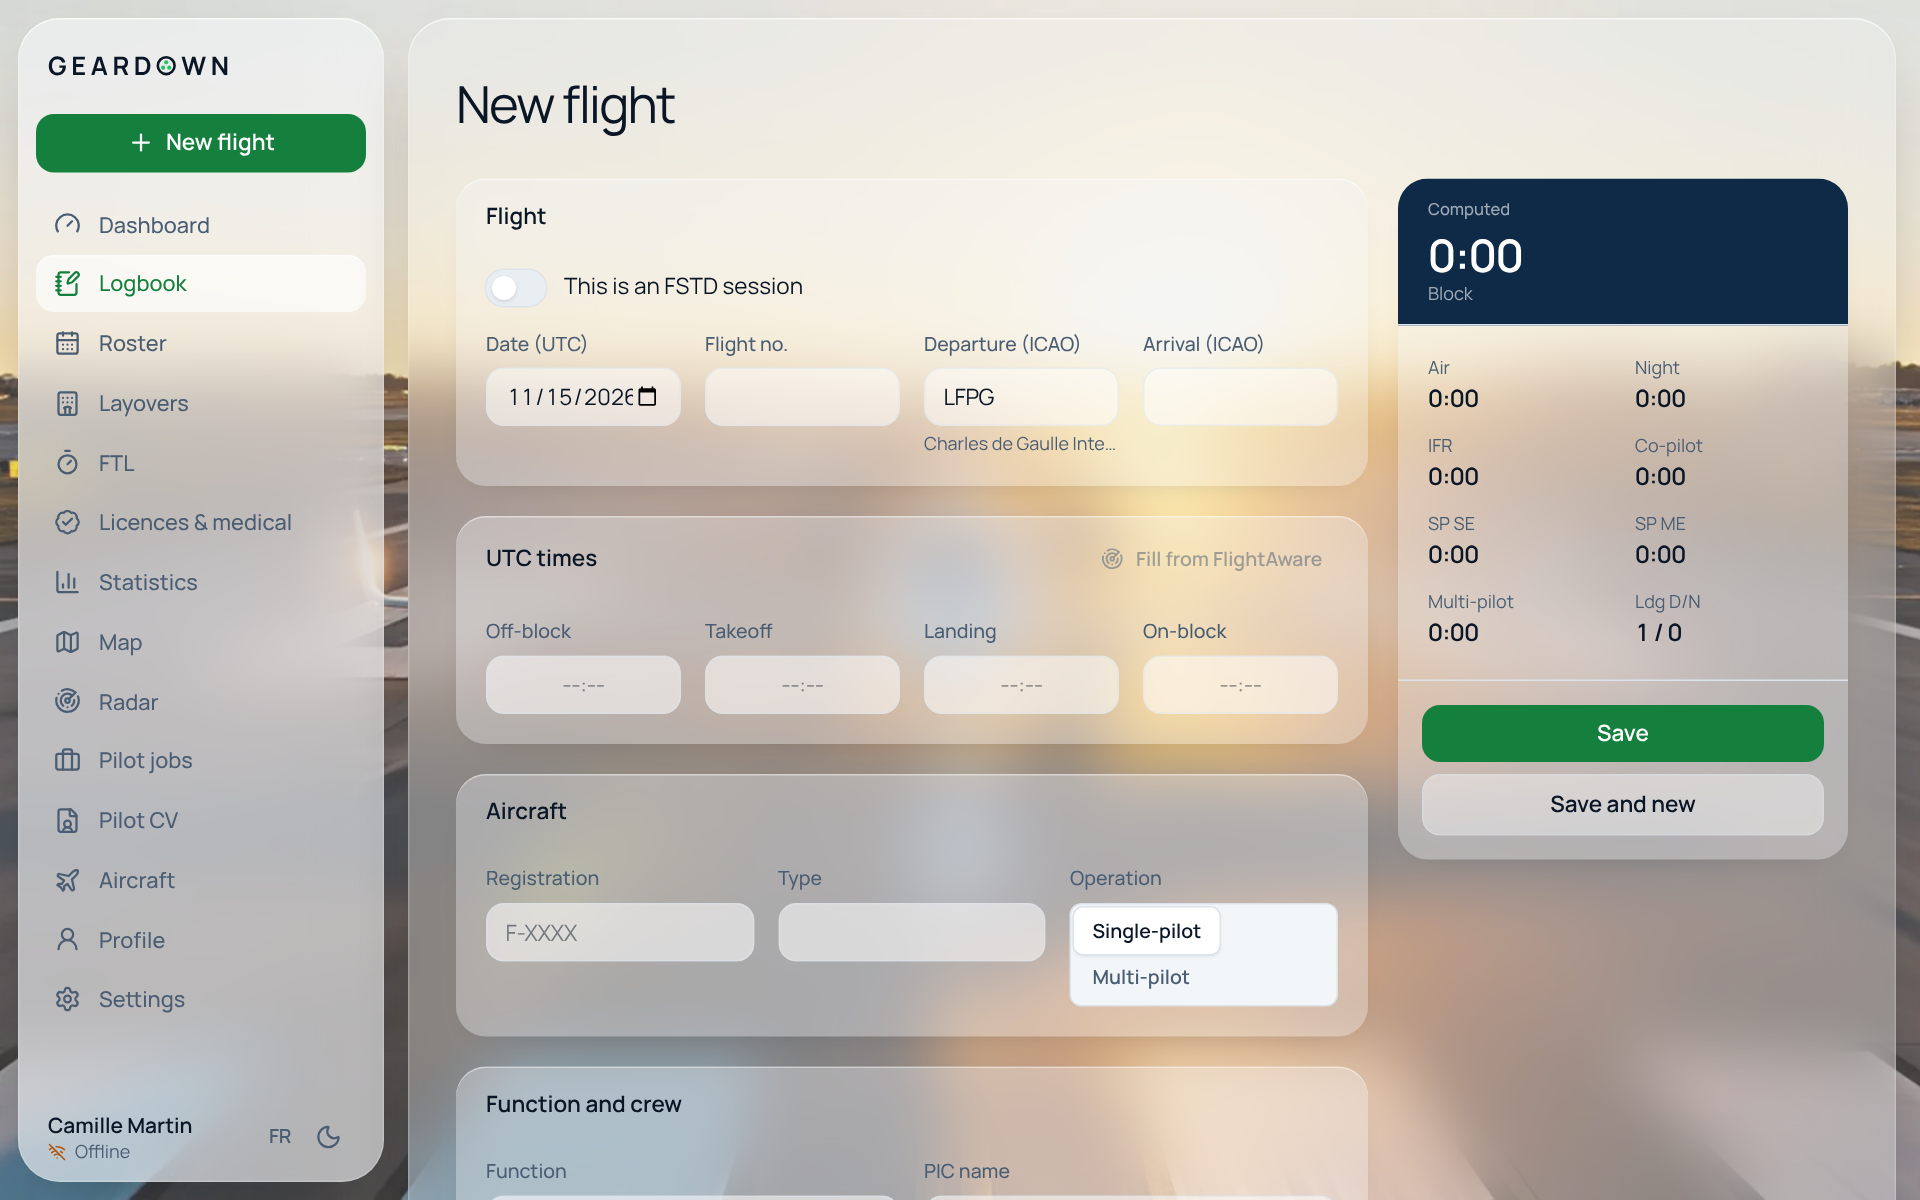 GEARDOWN
New flight
Dashboard
Logbook
Roster
Layovers
FTL
Licences & medical
Statistics
Map
Radar
Pilot jobs
Pilot CV
Aircraft
Profile
Settings
Camille Martin
Offline
FR
New flight
Flight
This is an FSTD session
Date (UTC)
Flight no.
Departure (ICAO)
Arrival (ICAO)
11/15/2026
LFPG
Charles de Gaulle Inte...
UTC times
Fill from FlightAware
Off-block
Takeoff
Landing
On-block
--:--
--:--
--:--
--:--
Aircraft
Registration
Type
Operation
F-XXXX
Single-pilot
Multi-pilot
Function and crew
Function
PIC name
Computed
0:00
Block
Air
Night
0:00
0:00
IFR
Co-pilot
0:00
0:00
SP SE
SP ME
0:00
0:00
Multi-pilot
Ldg D/N
0:00
1 / 0
Save
Save and new